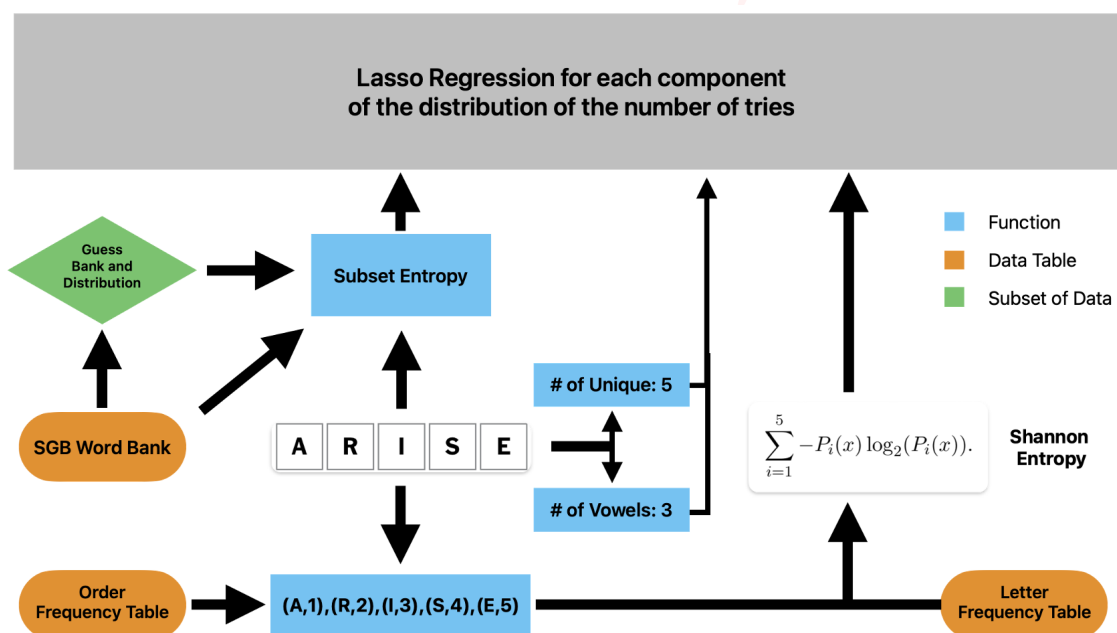 Lasso Regression for each component
of the distribution of the number of tries
Guess
Bank and
Distribution
Subset Entropy
Function
Data Table
Subset of Data
# of Unique: 5
SGB Word Bank
A R I S E
# of Vowels: 3
$\sum_{i=1}^{5} -P_i(x) \log_2(P_i(x)).$
Shannon
Entropy
Order
Frequency Table
(A,1),(R,2),(I,3),(S,4),(E,5)
Letter
Frequency Table